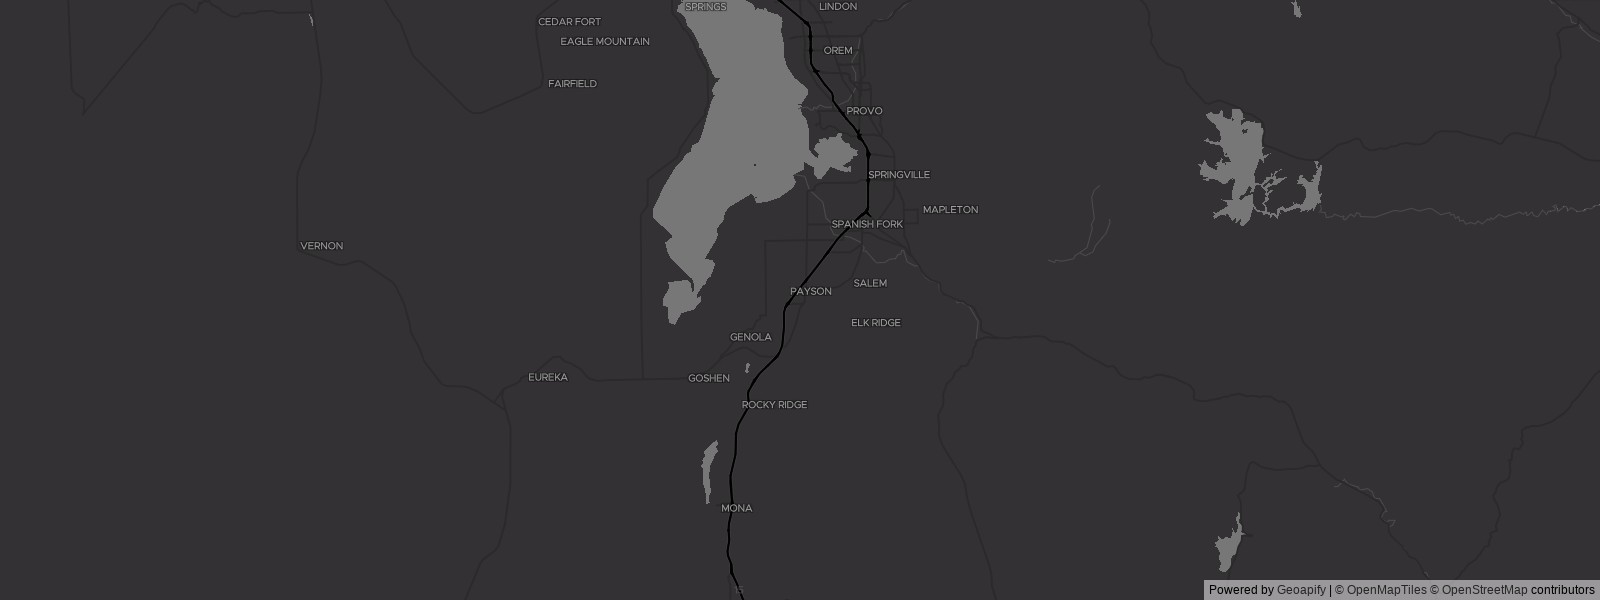 SPRINGS
LINDON
CEDAR FORT
EAGLE MOUNTAIN
OREM
FAIRFIELD
PROVO
SPRINGVILLE
MAPLETON
SPANISH FORK
VERNON
SALEM
PAYSON
ELK RIDGE
GENOLA
EUREKA
GOSHEN
ROCKY RIDGE
MONA
15
Powered by Geoapify | © OpenMapTiles © OpenStreetMap contributors